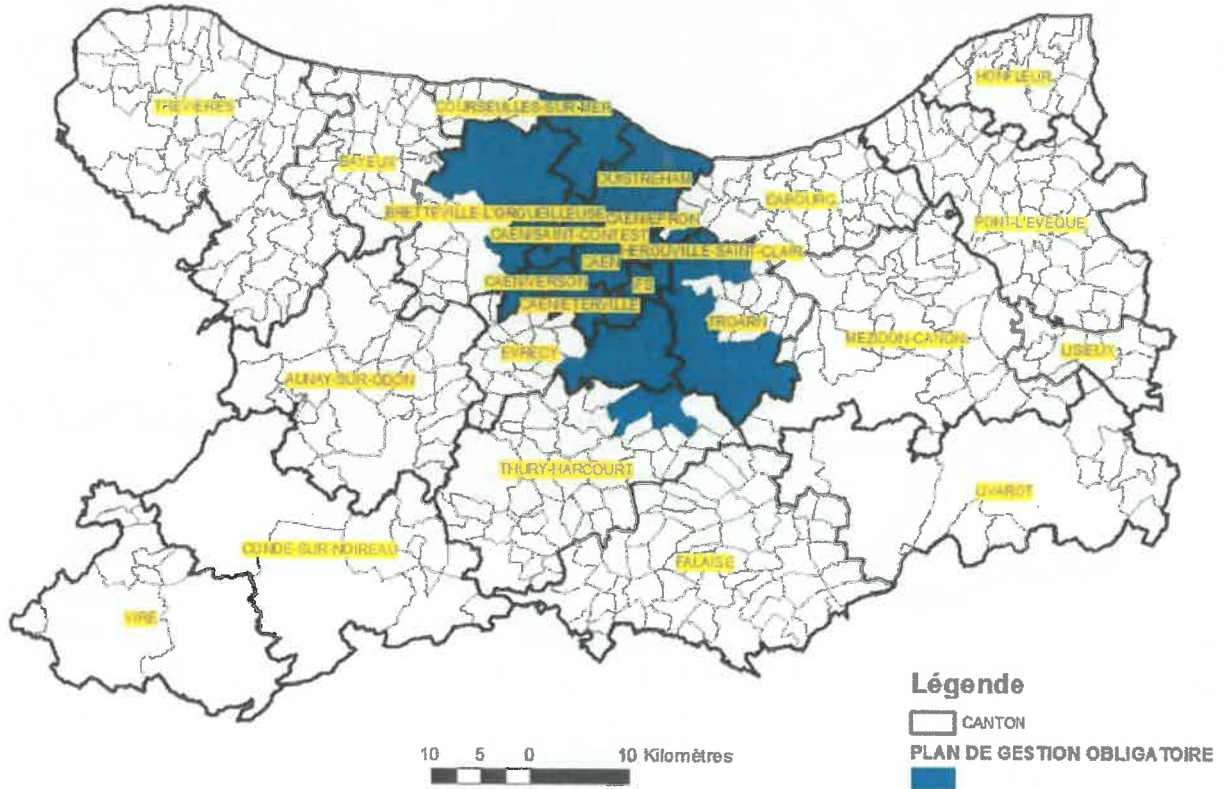 HONFLEUR
TREVIERES
COURSEULLES-SUR-MER
BAYEUX
OUISTREHAM
CABOURG
BRETTEVILLE-L'ORGUEILLEUSE
PONT-L'EVEQUE
CAEN/SAINT-CONTEST
HEROUVILLE-SAINT-CLAIR
CAEN
IFS
CAEN/VERSON
CAEN/ETERVILLE
TROARN
MEZIDON-CANON
LISIEUX
EVRECY
AUNAY-SUR-ODON
THURY-HARCOURT
LIVAROT
CONDE-SUR-NOIREAU
FALAISE
VIRE
Légende
CANTON
PLAN DE GESTION OBLIGATOIRE
10 5 0 10 Kilomètres